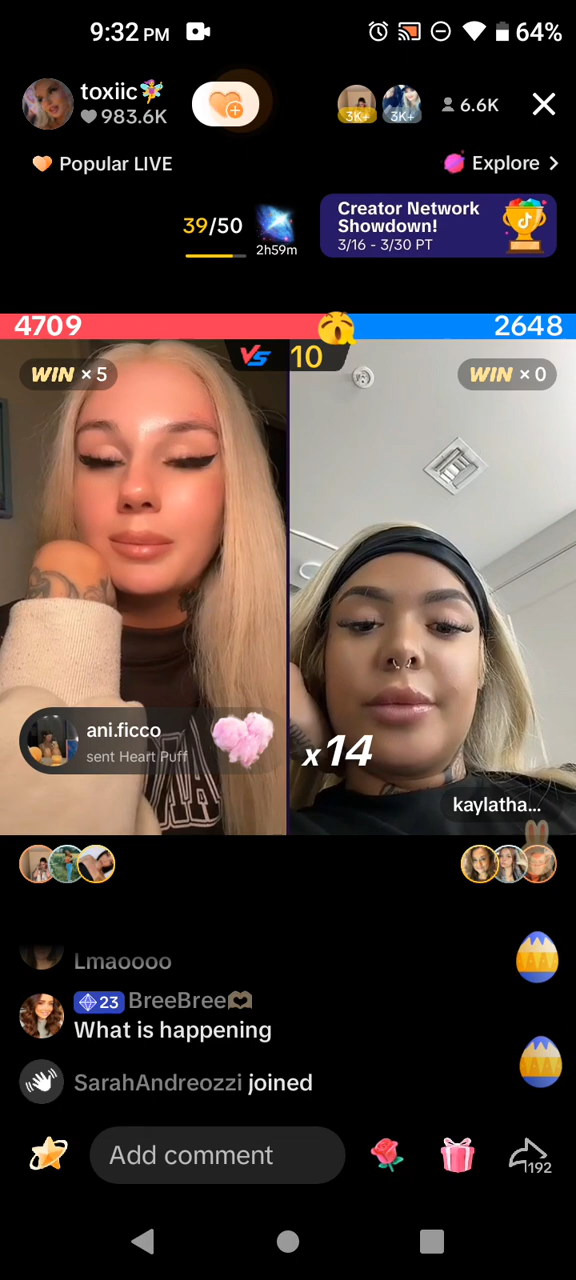 9:32 PM
64%
toxiic🧚
983.6K
3K+
3K+
6.6K
Popular LIVE
Explore >
39/50
2h59m
Creator Network
Showdown!
3/16 - 3/30 PT
4709
2648
VS
10
WIN × 5
WIN × 0
ani.ficco
sent Heart Puff
x14
kaylatha...
Lmaoooo
23 BreeBree🫶🏽
What is happening
SarahAndreozzi joined
Add comment
192